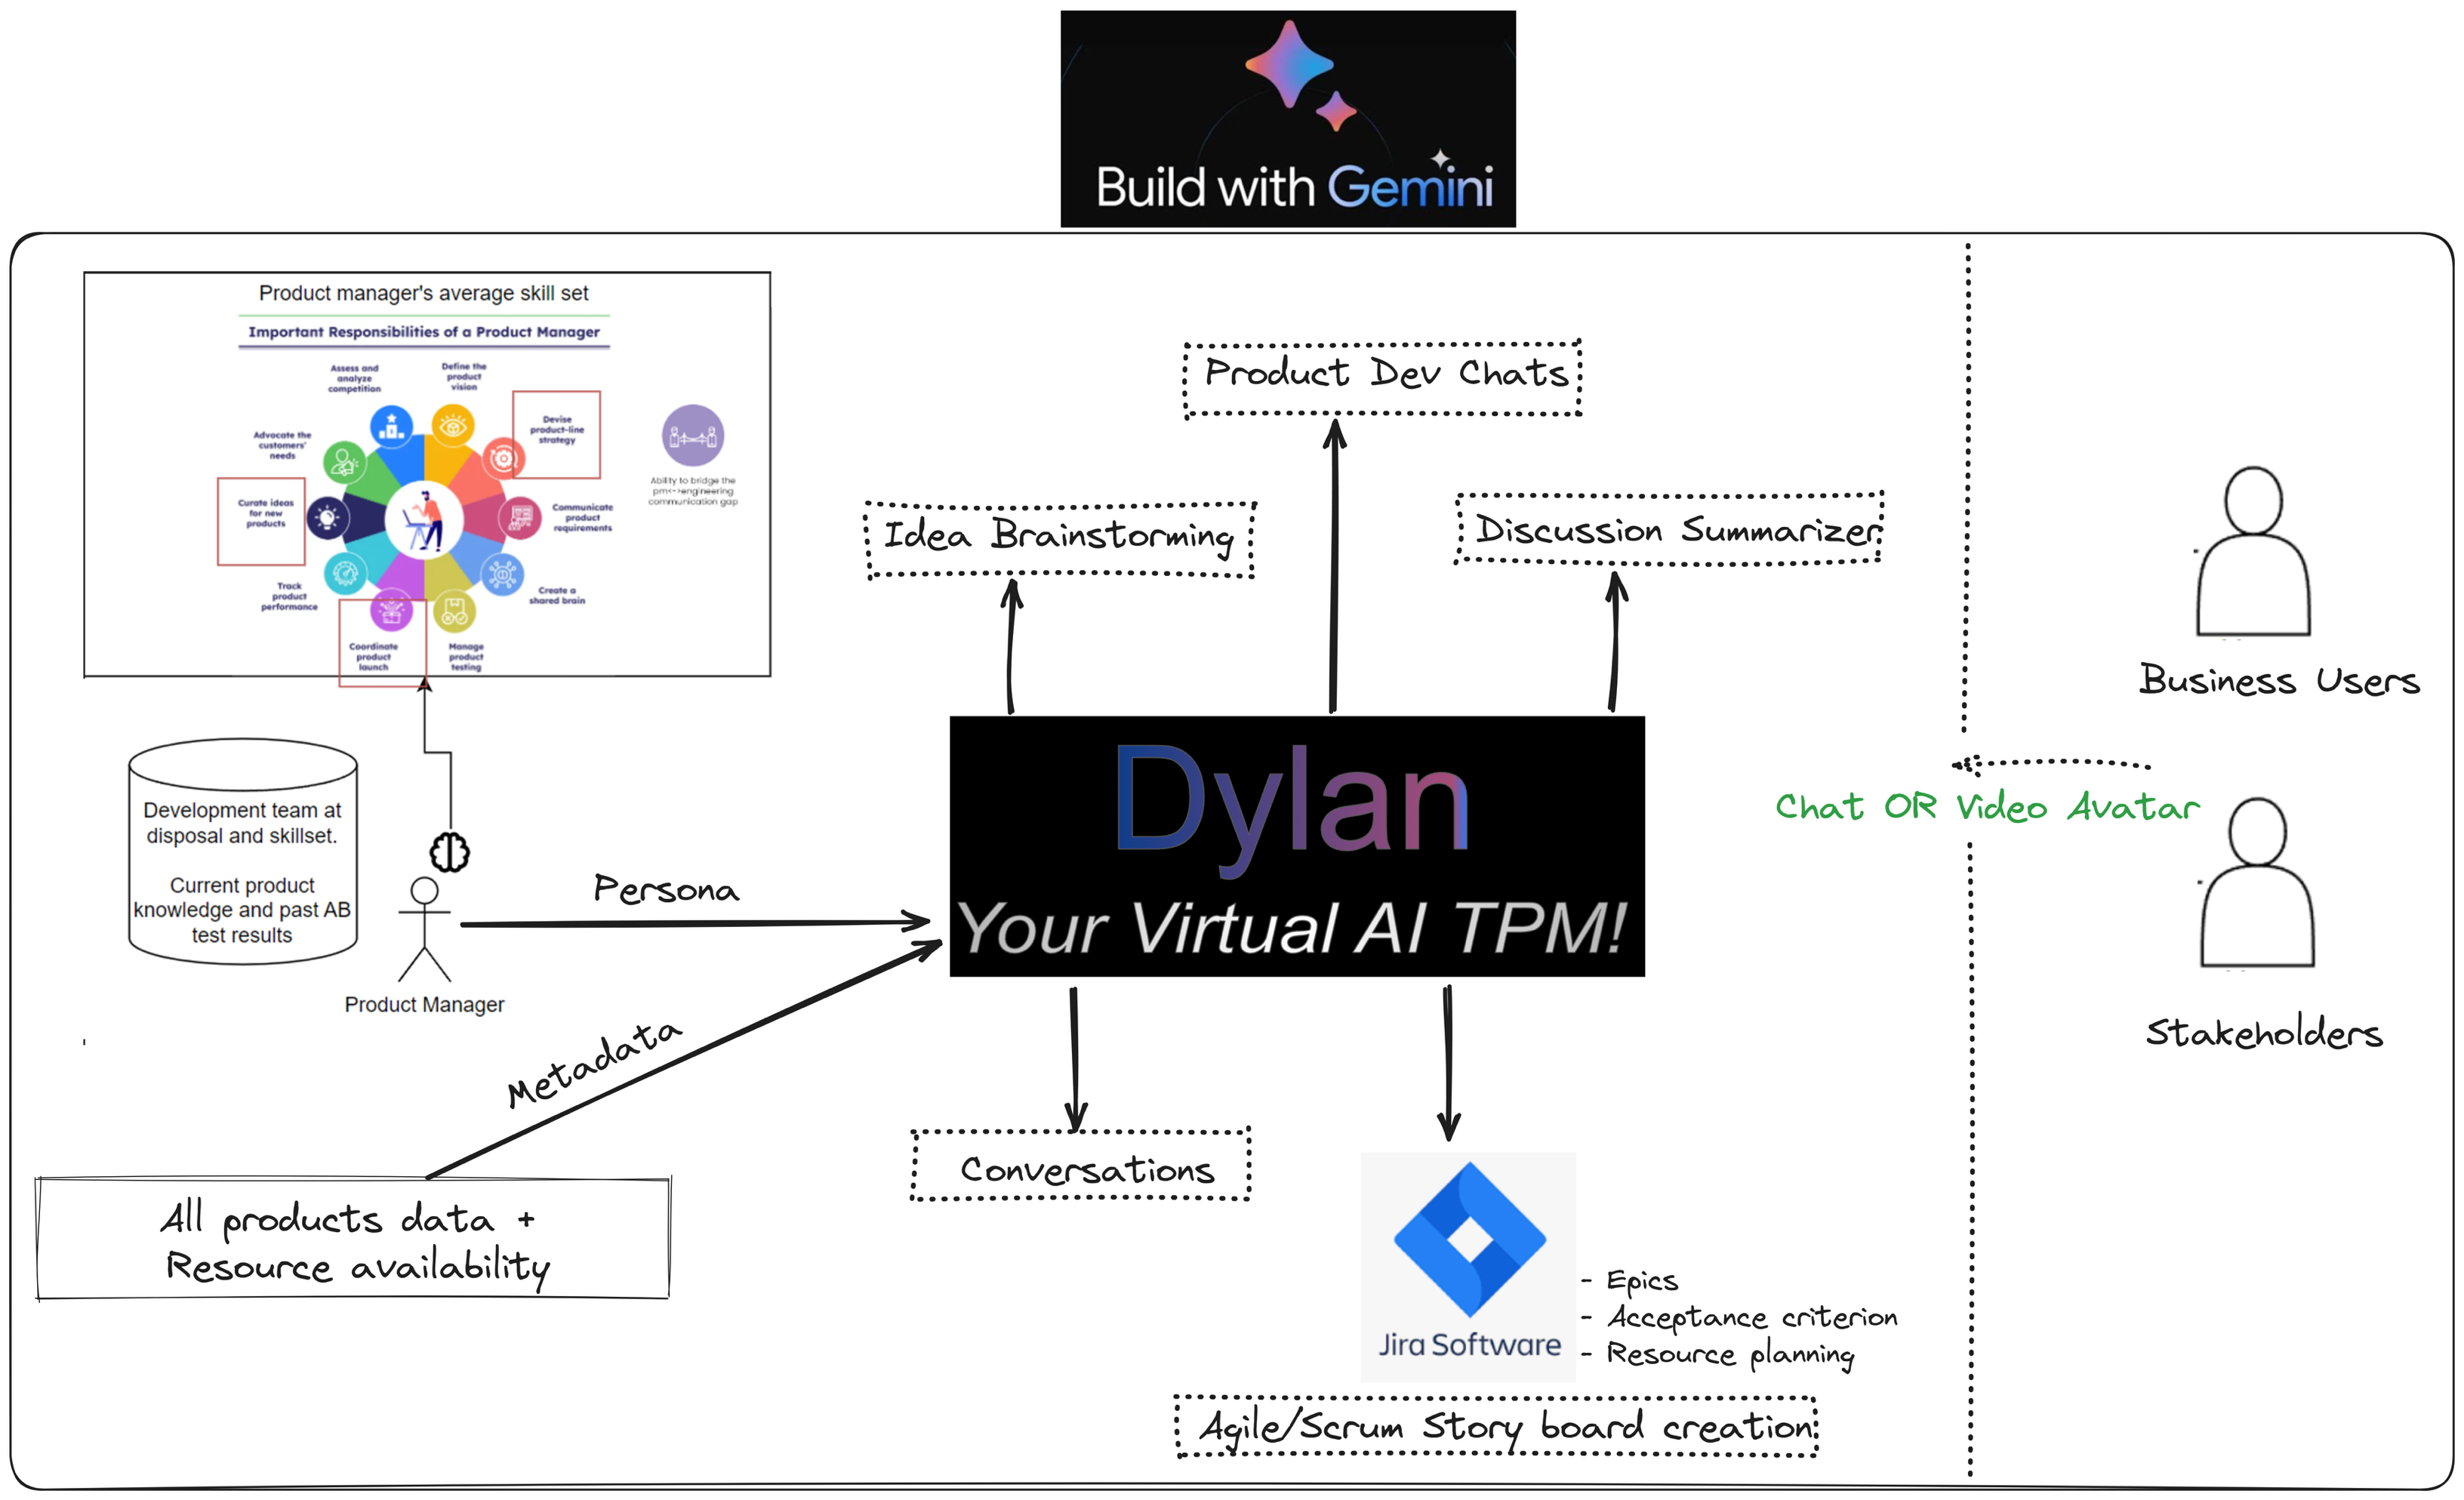 Build with Gemini
Product manager's average skill set
Important Responsibilities of a Product Manager
Assess and
analyze
competition
Define the
product
vision
Devise
product-line
strategy
Advocate the
customers'
needs
Ability to bridge the
pm<->engineering
communication gap
Curate ideas
for new
products
Communicate
product
requirements
Track
product
performance
Create a
shared brain
Coordinate
product
launch
Manage
product
testing
Product Dev Chats
Idea Brainstorming
Discussion Summarizer
Business Users
Development team at
disposal and skillset.
Current product
knowledge and past AB
test results
Product Manager
Persona
Metadata
Dylan
Your Virtual AI TPM!
Chat OR Video Avatar
Stakeholders
All products data +
Resource availability
Conversations
Jira Software
- Epics
- Acceptance criterion
- Resource planning
Agile/Scrum Story board creation